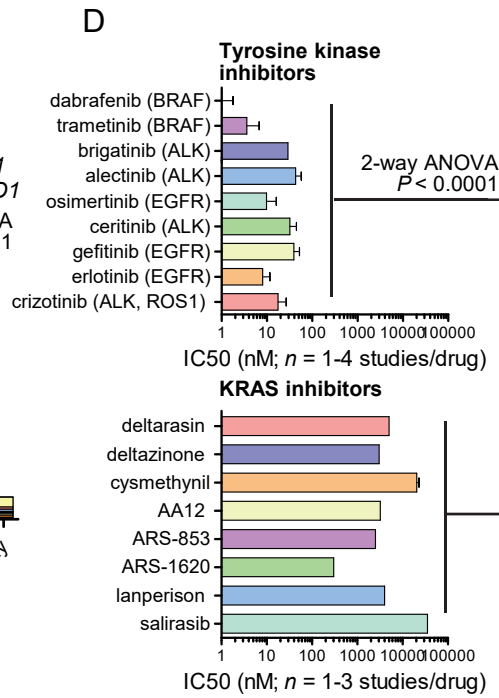 D
Tyrosine kinase
inhibitors
dabrafenib (BRAF)
trametinib (BRAF)
brigatinib (ALK)
alectinib (ALK)
osimertinib (EGFR)
ceritinib (ALK)
gefitinib (EGFR)
erlotinib (EGFR)
crizotinib (ALK, ROS1)
2-way ANOVA
P < 0.0001
1 10 100 1000 10000 100000
IC50 (nM; n = 1-4 studies/drug)
KRAS inhibitors
deltarasin
deltazinone
cysmethynil
AA12
ARS-853
ARS-1620
lanperison
salirasib
1 10 100 1000 10000 100000
IC50 (nM; n = 1-3 studies/drug)